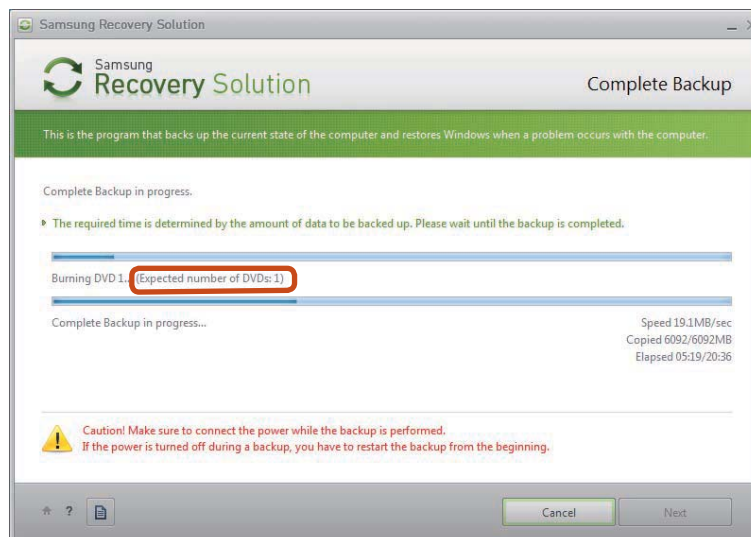 Samsung Recovery Solution
Samsung
Recovery Solution
Complete Backup
This is the program that backs up the current state of the computer and restores Windows when a problem occurs with the computer.
Complete Backup in progress.
The required time is determined by the amount of data to be backed up. Please wait until the backup is completed.
Burning DVD 1... (Expected number of DVDs: 1)
Complete Backup in progress...
Speed 19.1MB/sec
Copied 6092/6092MB
Elapsed 05:19/20:36
Caution! Make sure to connect the power while the backup is performed.
If the power is turned off during a backup, you have to restart the backup from the beginning.
?
Cancel
Next